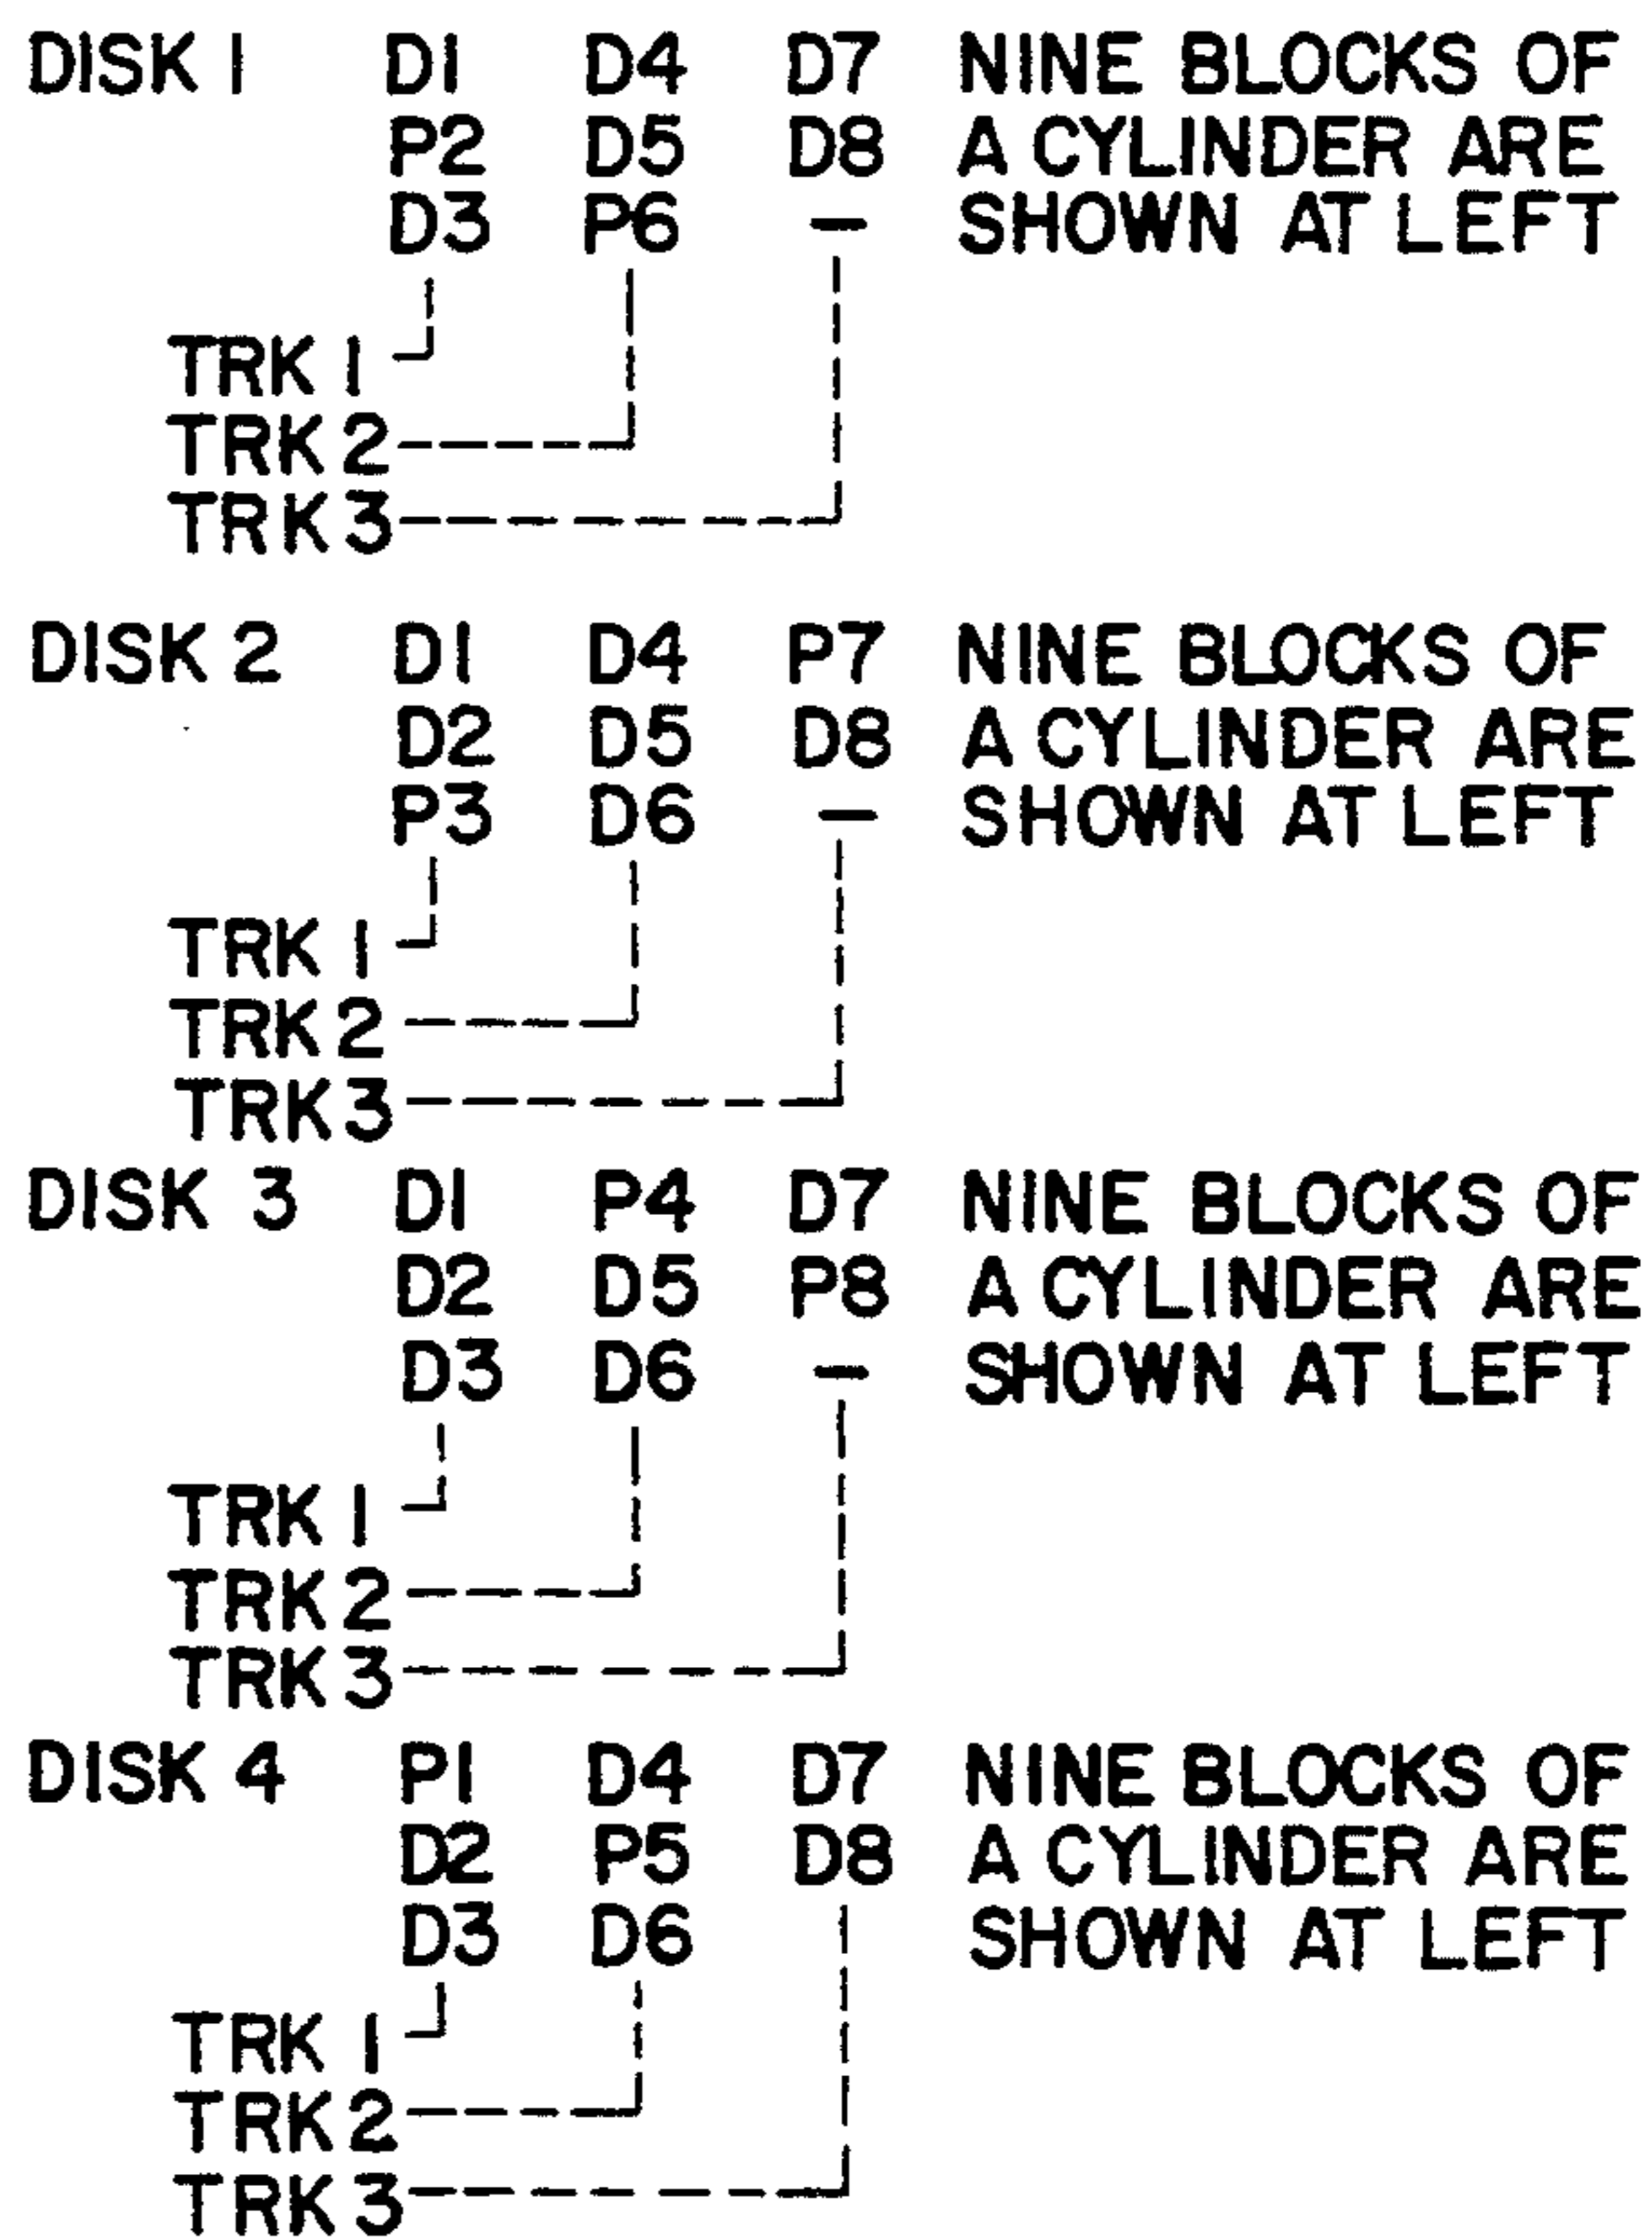 DISK 1 D1 D4 D7 NINE BLOCKS OF
P2 D5 D8 A CYLINDER ARE
D3 P6 — SHOWN AT LEFT
TRK 1
TRK 2
TRK 3
DISK 2 D1 D4 P7 NINE BLOCKS OF
D2 D5 D8 A CYLINDER ARE
P3 D6 — SHOWN AT LEFT
TRK 1
TRK 2
TRK 3
DISK 3 D1 P4 D7 NINE BLOCKS OF
D2 D5 P8 A CYLINDER ARE
D3 D6 — SHOWN AT LEFT
TRK 1
TRK 2
TRK 3
DISK 4 P1 D4 D7 NINE BLOCKS OF
D2 P5 D8 A CYLINDER ARE
D3 D6 SHOWN AT LEFT
TRK 1
TRK 2
TRK 3